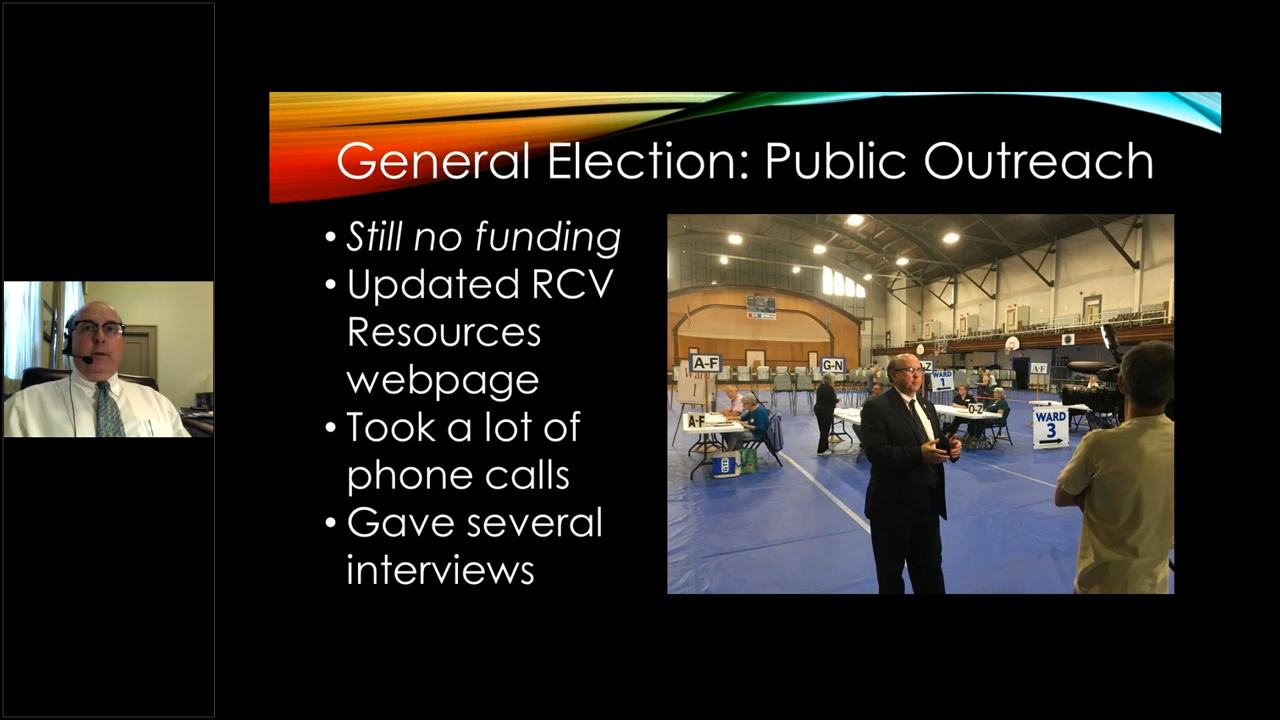 General Election: Public Outreach
• Still no funding
• Updated RCV
Resources
webpage
• Took a lot of
phone calls
• Gave several
interviews
A-F
G-N
WARD
1
A-F
A-F
O-Z
WARD
3